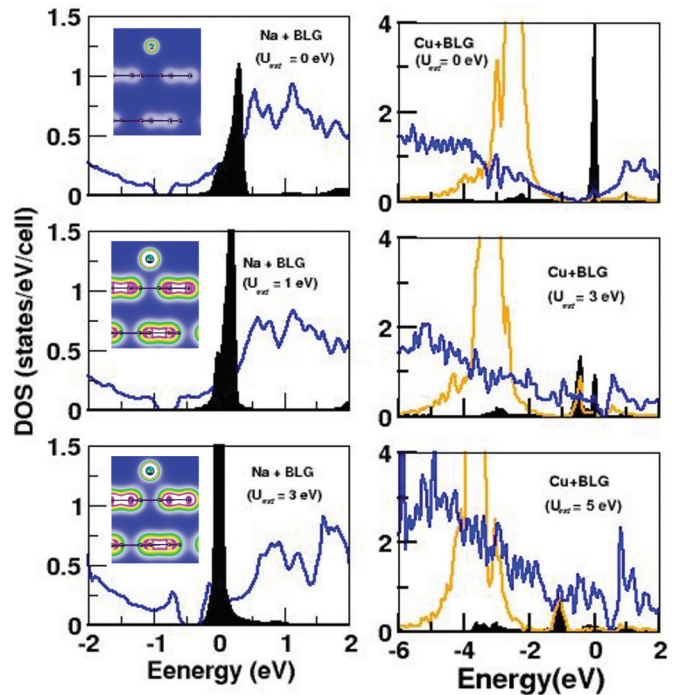 DOS (states/eV/cell)
1.5
1
0.5
0
Na + BLG
(U_ext = 0 eV)
4
2
0
Cu+BLG
(U_ext = 0 eV)
1.5
1
0.5
0
Na + BLG
(U_ext = 1 eV)
4
2
0
Cu+BLG
(U_ext = 3 eV)
1.5
1
0.5
0
Na + BLG
(U_ext = 3 eV)
-2 -1 0 1 2
Eenergy (eV)
4
2
0
Cu+BLG
(U_ext = 5 eV)
-6 -4 -2 0 2
Energy(eV)